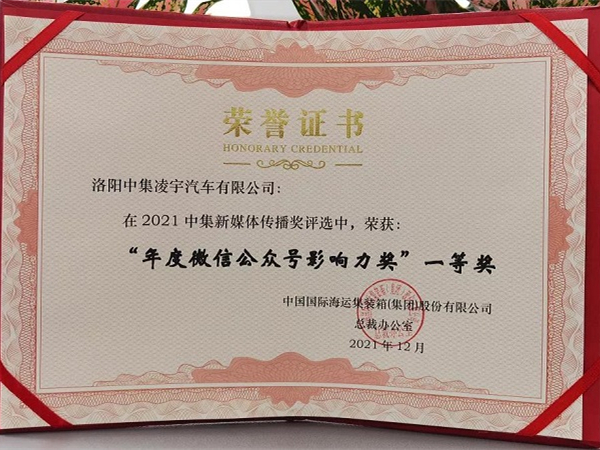 荣誉证书
HONORARY CREDENTIAL
洛阳中集凌宇汽车有限公司:
在2021中集新媒体传播奖评选中，荣获:
“年度微信公众号影响力奖”一等奖
中国国际海运集装箱(集团)股份有限公司
总裁办公室
2021年12月